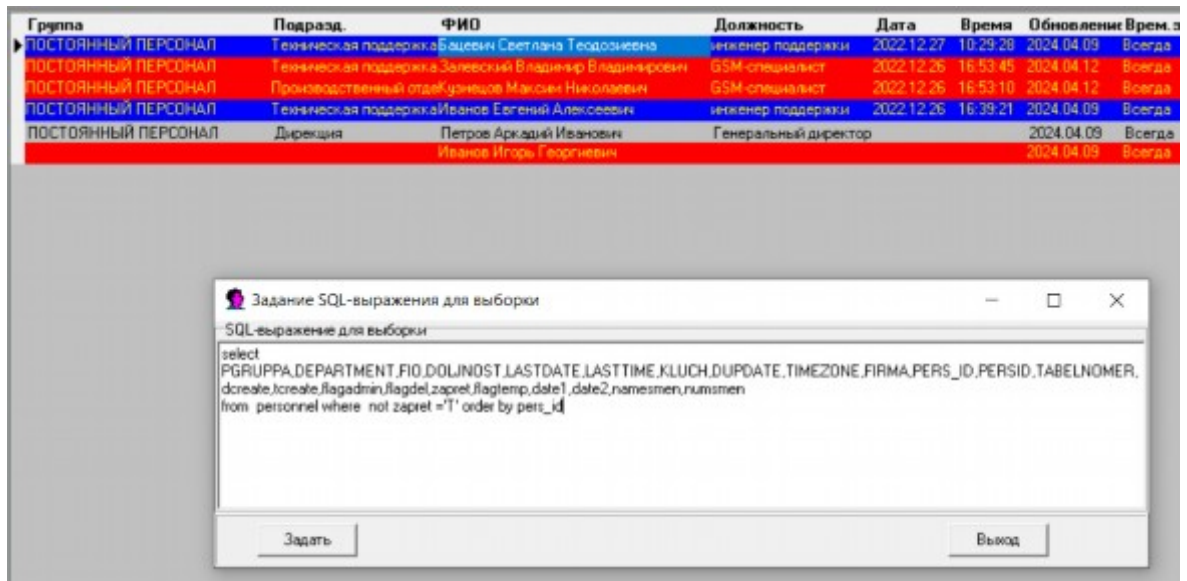 Группа Подразд. ФИО Должность Дата Время Обновление Врем.з
ПОСТОЯННЫЙ ПЕРСОНАЛ Техническая поддержка Бацевич Светлана Теодозиевна инженер поддержки 2022.12.27 10:29:28 2024.04.09 Всегда
ПОСТОЯННЫЙ ПЕРСОНАЛ Техническая поддержка Залеевский Владимир Владимирович GSM-специалист 2022.12.26 16:53:45 2024.04.12 Всегда
ПОСТОЯННЫЙ ПЕРСОНАЛ Производственный отде Кузнецов Максим Николаевич GSM-специалист 2022.12.26 16:53:10 2024.04.12 Всегда
ПОСТОЯННЫЙ ПЕРСОНАЛ Техническая поддержка Иванов Евгений Алексеевич инженер поддержки 2022.12.26 16:39:21 2024.04.09 Всегда
ПОСТОЯННЫЙ ПЕРСОНАЛ Дирекция Петров Аркадий Иванович Генеральный директор 2024.04.09 Всегда
Иванов Игорь Георгиевич 2024.04.09 Всегда
Задание SQL-выражения для выборки
SQL-выражение для выборки
select
PGRUPPA,DEPARTMENT,FIO,DOLJNOST,LASTDATE,LASTTIME,KLUCH,DUPDATE,TIMEZONE,FIRMA,PERS_ID,PERSID,TABELNOMER,
dcreate,tcreate,flagadmin,flagdel,zapret,flagtemp,date1,date2,namesmen,numsmen
from personnel where not zapret ='T' order by pers_id
Задать Выход